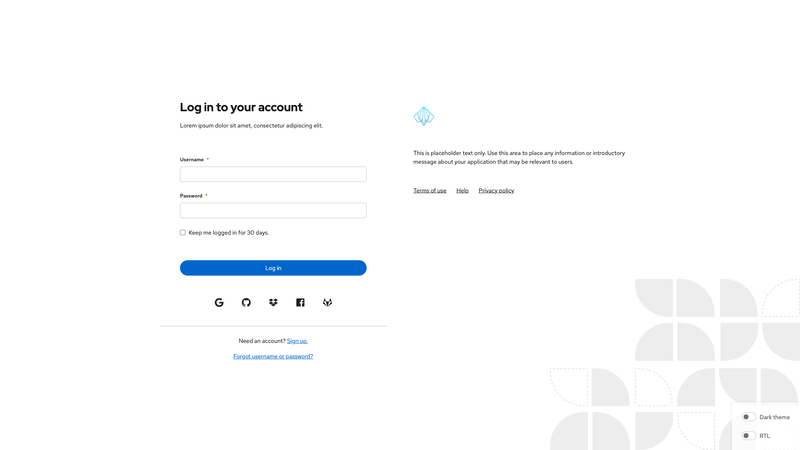 Log in to your account
Lorem ipsum dolor sit amet, consectetur adipiscing elit.
Username *
Password *
Keep me logged in for 30 days.
Log in
Need an account? Sign up.
Forgot username or password?
This is placeholder text only. Use this area to place any information or introductory
message about your application that may be relevant to users.
Terms of use Help Privacy policy
Dark theme
RTL